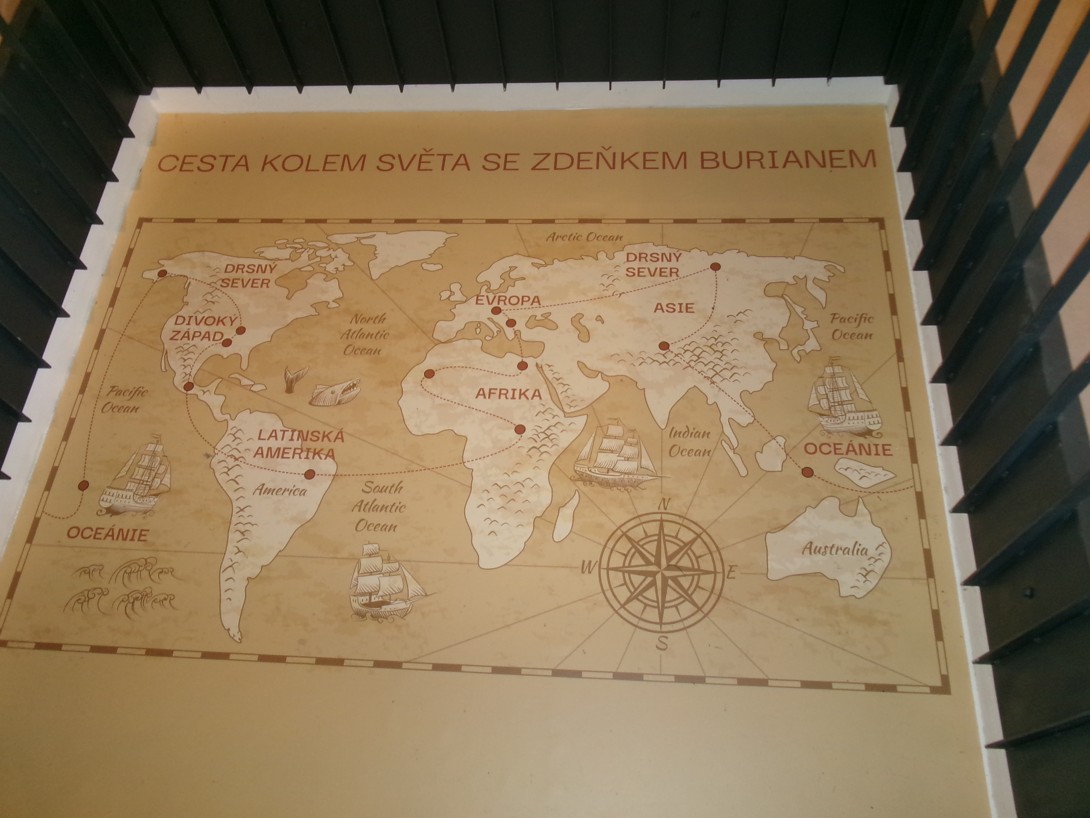 CESTA KOLEM SVĚTA SE ZDEŇKEM BURIANEM
Arctic Ocean
DRSNÝ
SEVER
DRSNÝ
SEVER
EVROPA
ASIE
DIVOKÝ
ZÁPAD
North
Atlantic
Ocean
Pacific
Ocean
Pacific
Ocean
AFRIKA
LATINSKÁ
AMERIKA
Indian
Ocean
OCEÁNIE
America
South
Atlantic
Ocean
OCEÁNIE
N
W
E
S
Australia